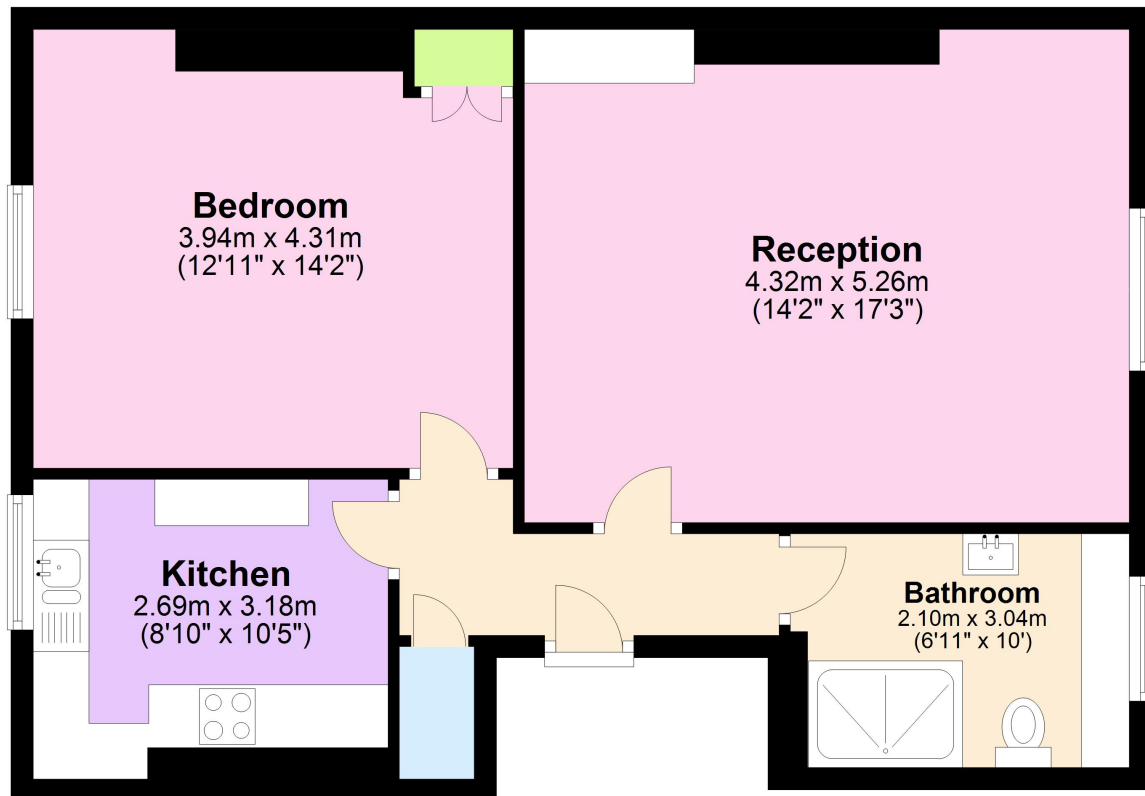 Bedroom
3.94m x 4.31m
(12'11" x 14'2")
Reception
4.32m x 5.26m
(14'2" x 17'3")
Kitchen
2.69m x 3.18m
(8'10" x 10'5")
Bathroom
2.10m x 3.04m
(6'11" x 10')